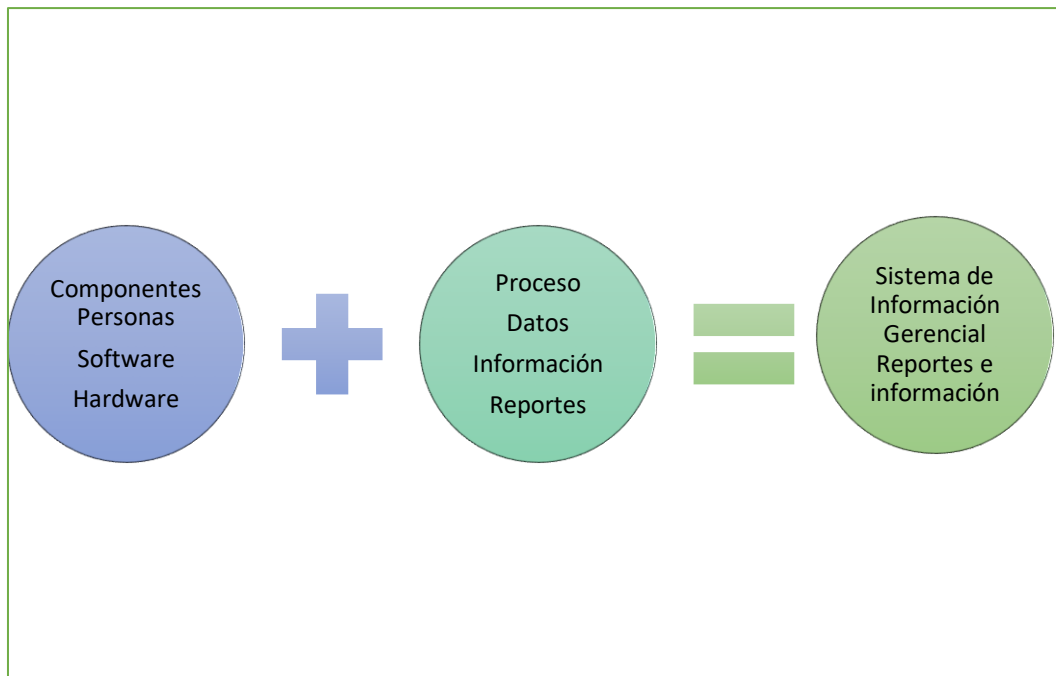 Componentes
Personas
Software
Hardware
Proceso
Datos
Información
Reportes
Sistema de
Información
Gerencial
Reportes e
información